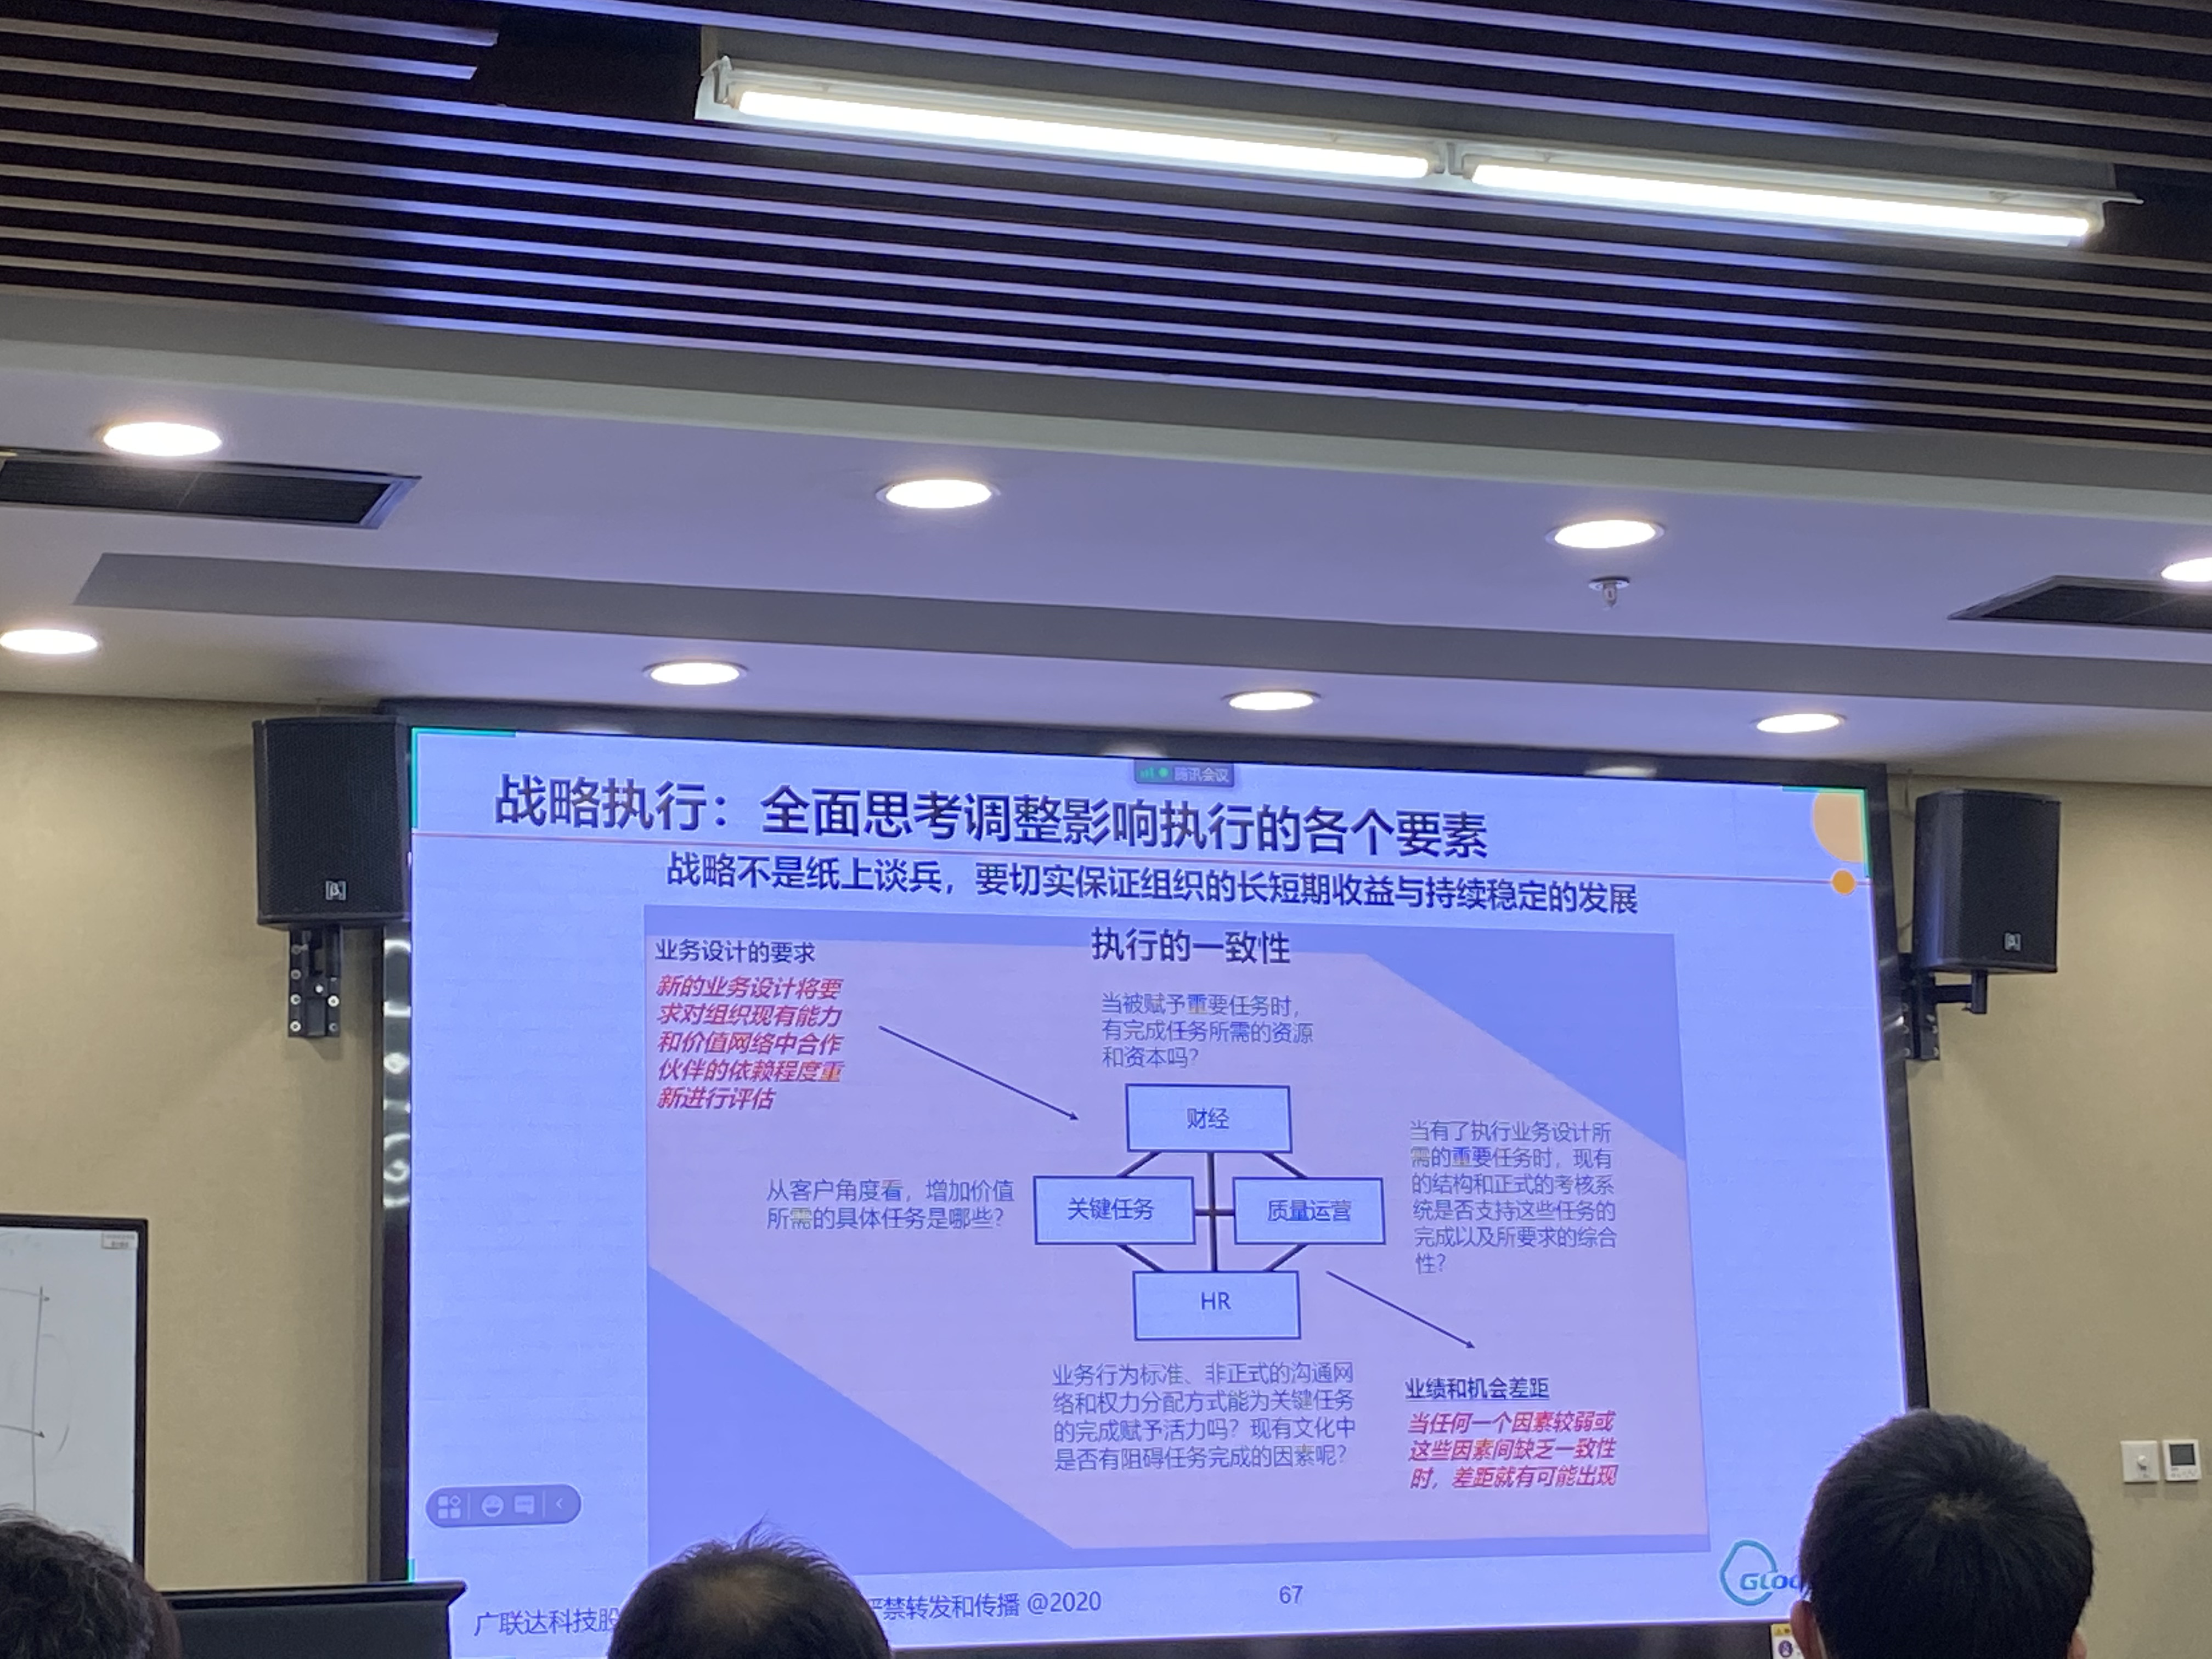 腾讯会议
战略执行：全面思考调整影响执行的各个要素
战略不是纸上谈兵，要切实保证组织的长短期收益与持续稳定的发展
执行的一致性
业务设计的要求
新的业务设计将要
求对组织现有能力
和价值网络中合作
伙伴的依赖程度重
新进行评估
当被赋予重要任务时，
有完成任务所需的资源
和资本吗？
财经
从客户角度看，增加价值
所需的具体任务是哪些？
关键任务
质量运营
当有了执行业务设计所
需的重要任务时，现有
的结构和正式的考核系
统是否支持这些任务的
完成以及所要求的综合
性？
HR
业务行为标准、非正式的沟通网
络和权力分配方式能为关键任务
的完成赋予活力吗？现有文化中
是否有阻碍任务完成的因素呢？
业绩和机会差距
当任何一个因素较弱或
这些因素间缺乏一致性
时，差距就有可能出现
广联达科技股
严禁转发和传播 @2020
67